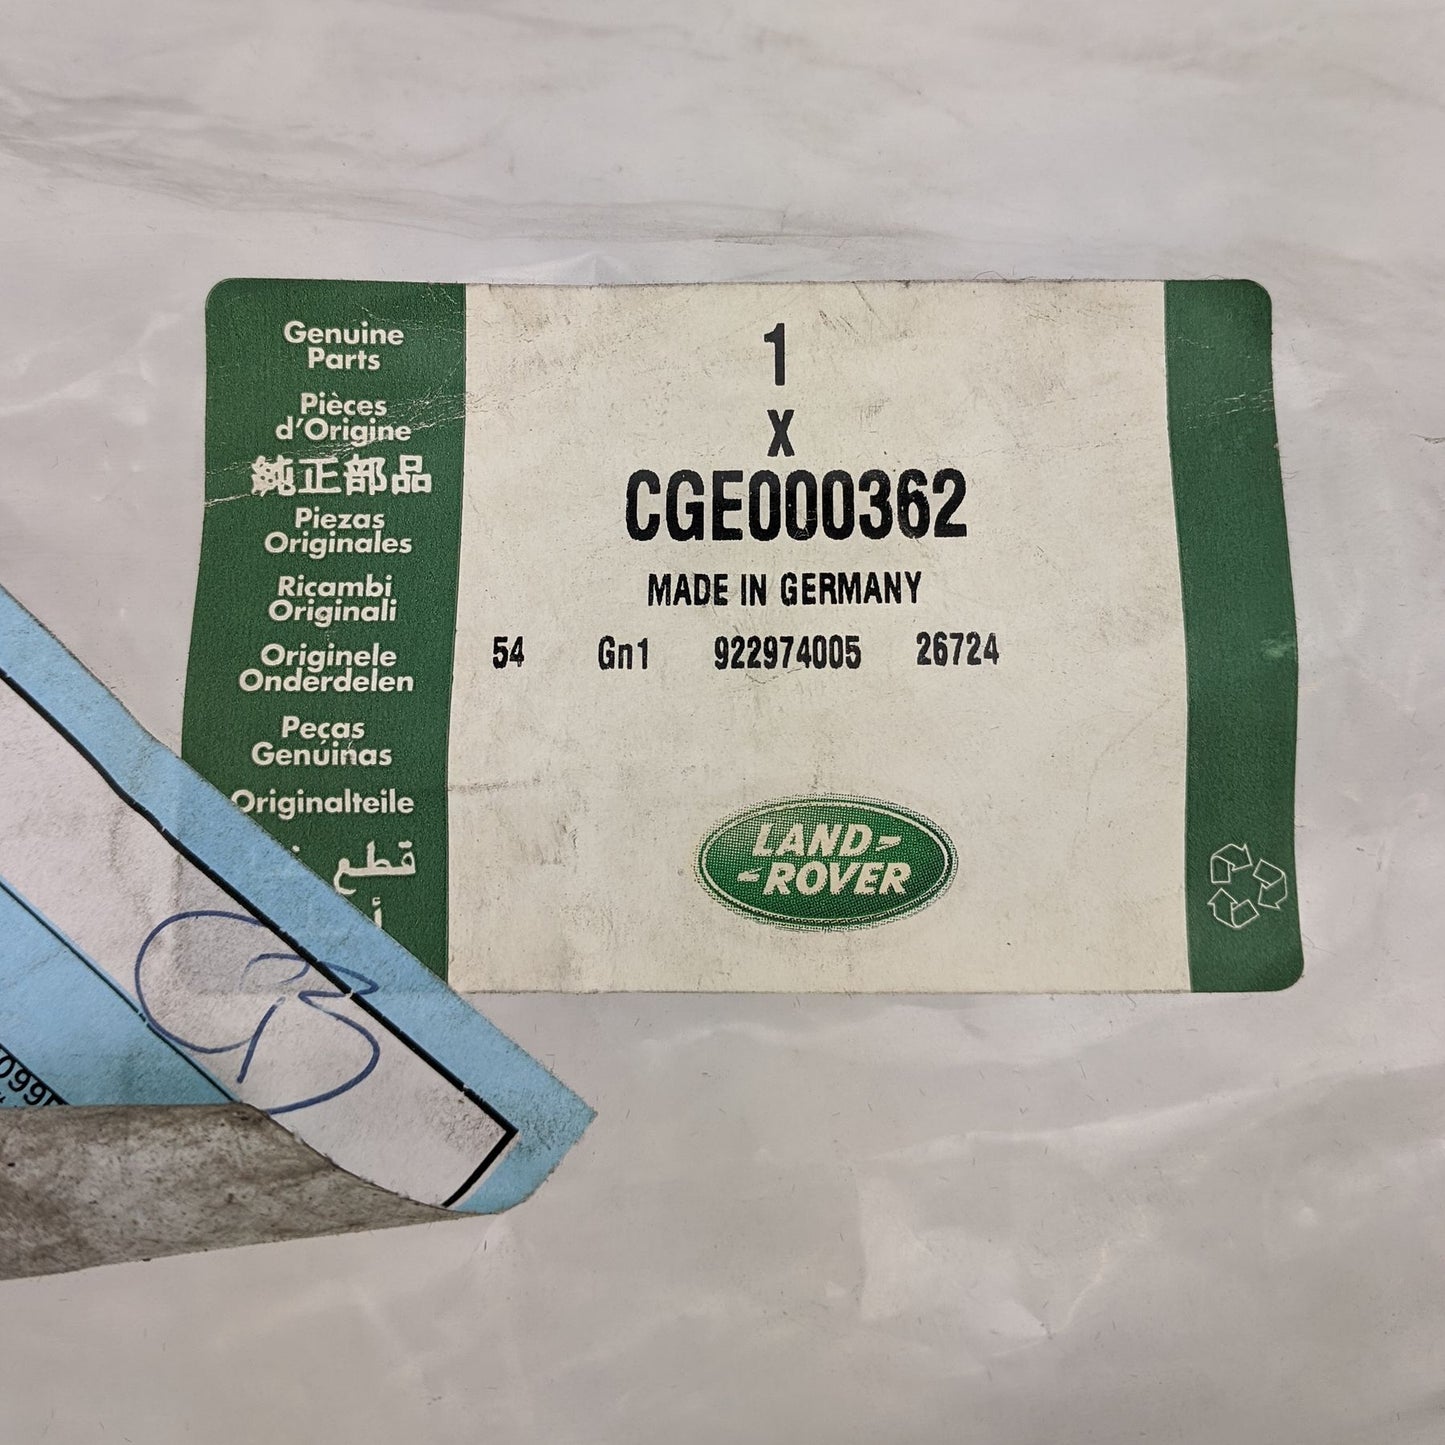 Genuine
Parts
Pièces
d'Origine
純正部品
Piezas
Originales
Ricambi
Originali
Originele
Onderdelen
Peças
Genuínas
Originalteile
قطع
1
X
CGE000362
MADE IN GERMANY
54 Gn1 922974005 26724
LAND-
-ROVER